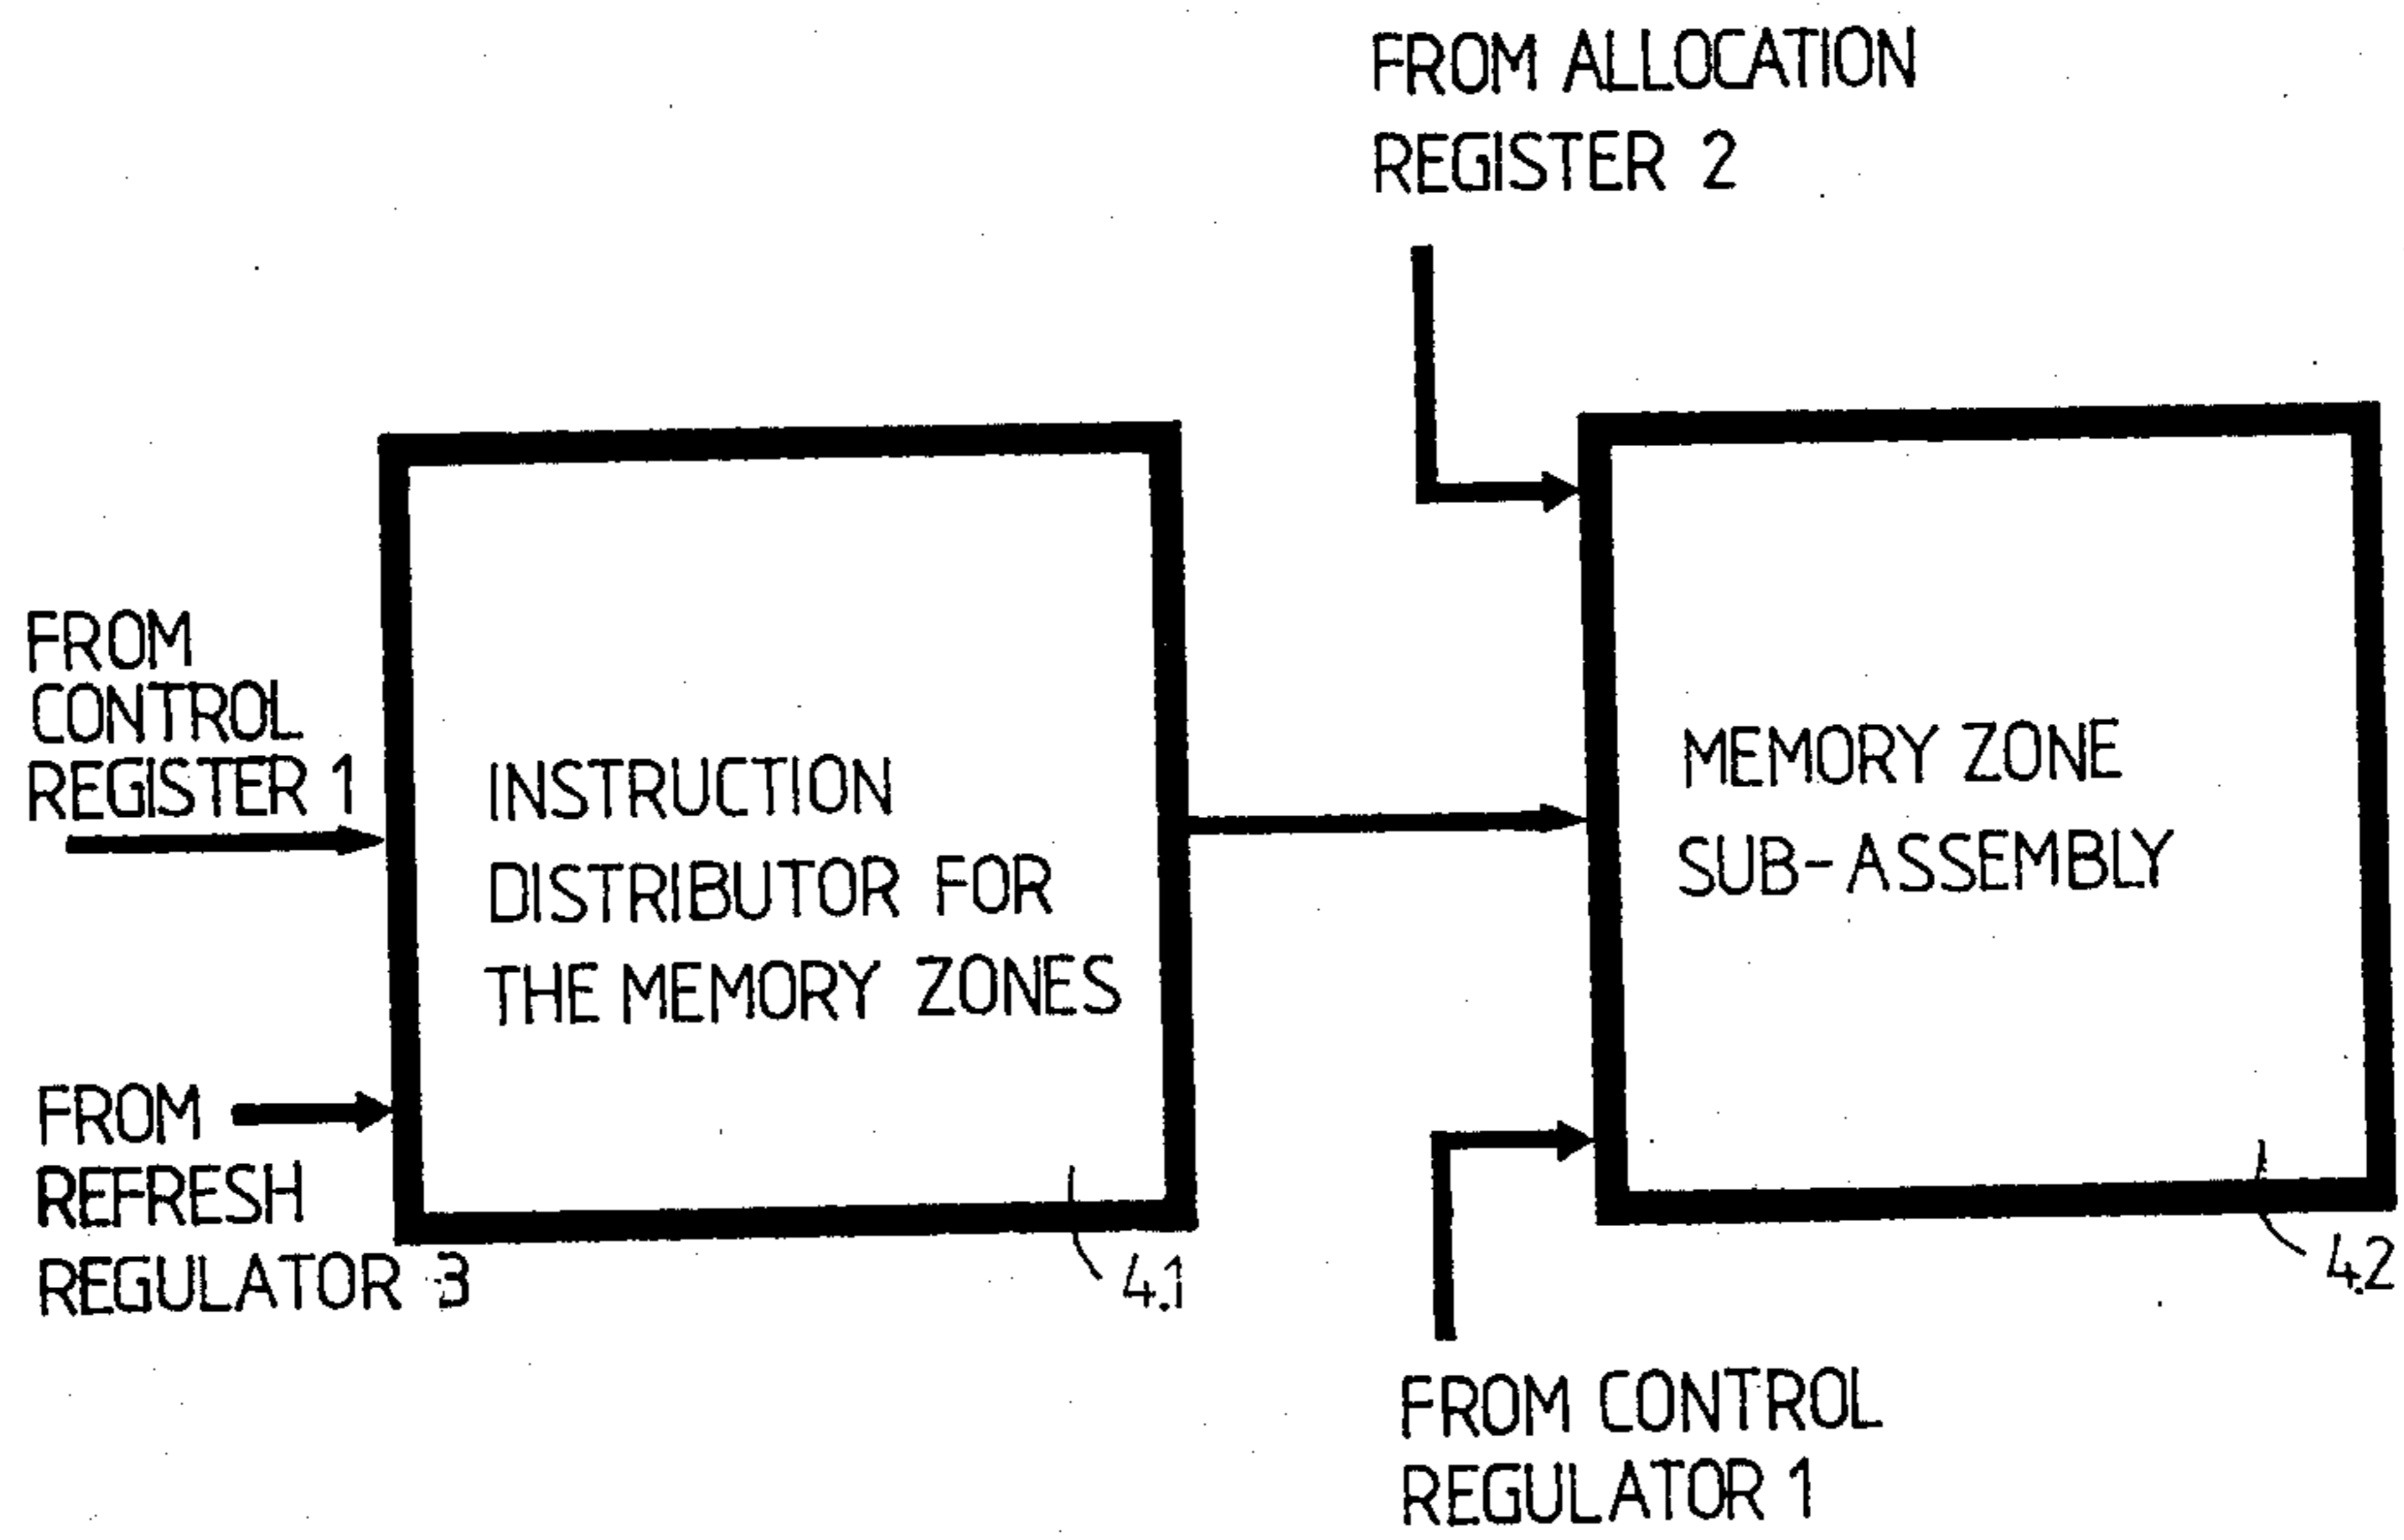 FROM ALLOCATION
REGISTER 2
FROM
CONTROL
REGISTER 1
INSTRUCTION
DISTRIBUTOR FOR
THE MEMORY ZONES
MEMORY ZONE
SUB-ASSEMBLY
FROM
REFRESH
REGULATOR 3
4.1
4.2
FROM CONTROL
REGULATOR 1